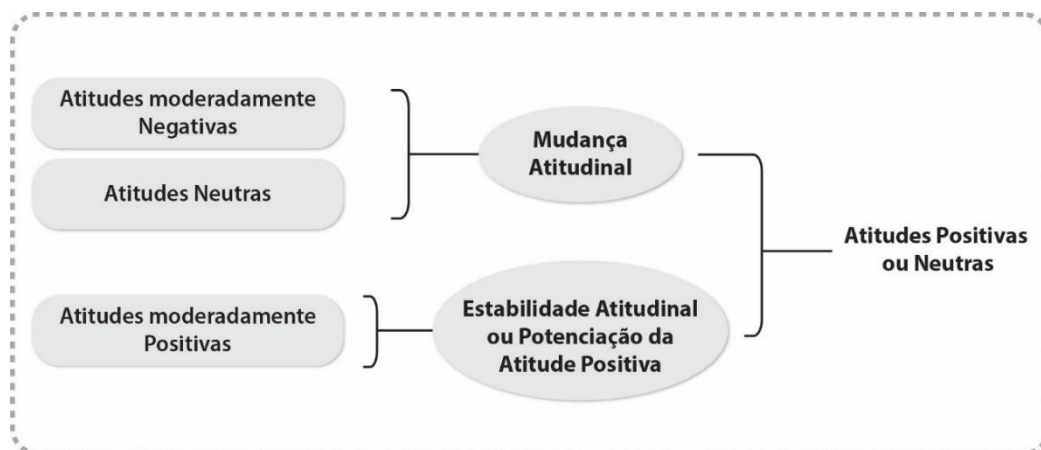 Atitudes moderadamente
Negativas
Atitudes Neutras
Mudança
Atitudinal
Atitudes moderadamente
Positivas
Estabilidade Atitudinal
ou Potenciação da
Atitude Positiva
Atitudes Positivas
ou Neutras